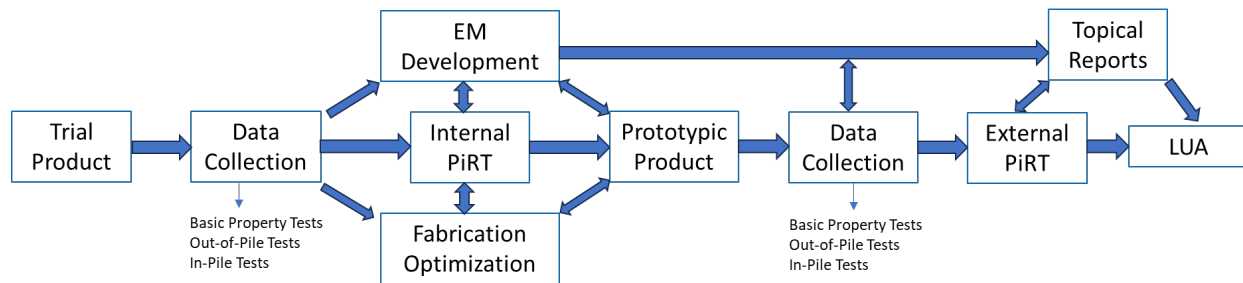 EM
Development
Topical
Reports
Trial
Product
Data
Collection
Internal
PiRT
Prototypic
Product
Data
Collection
External
PiRT
LUA
Basic Property Tests
Out-of-Pile Tests
In-Pile Tests
Fabrication
Optimization
Basic Property Tests
Out-of-Pile Tests
In-Pile Tests